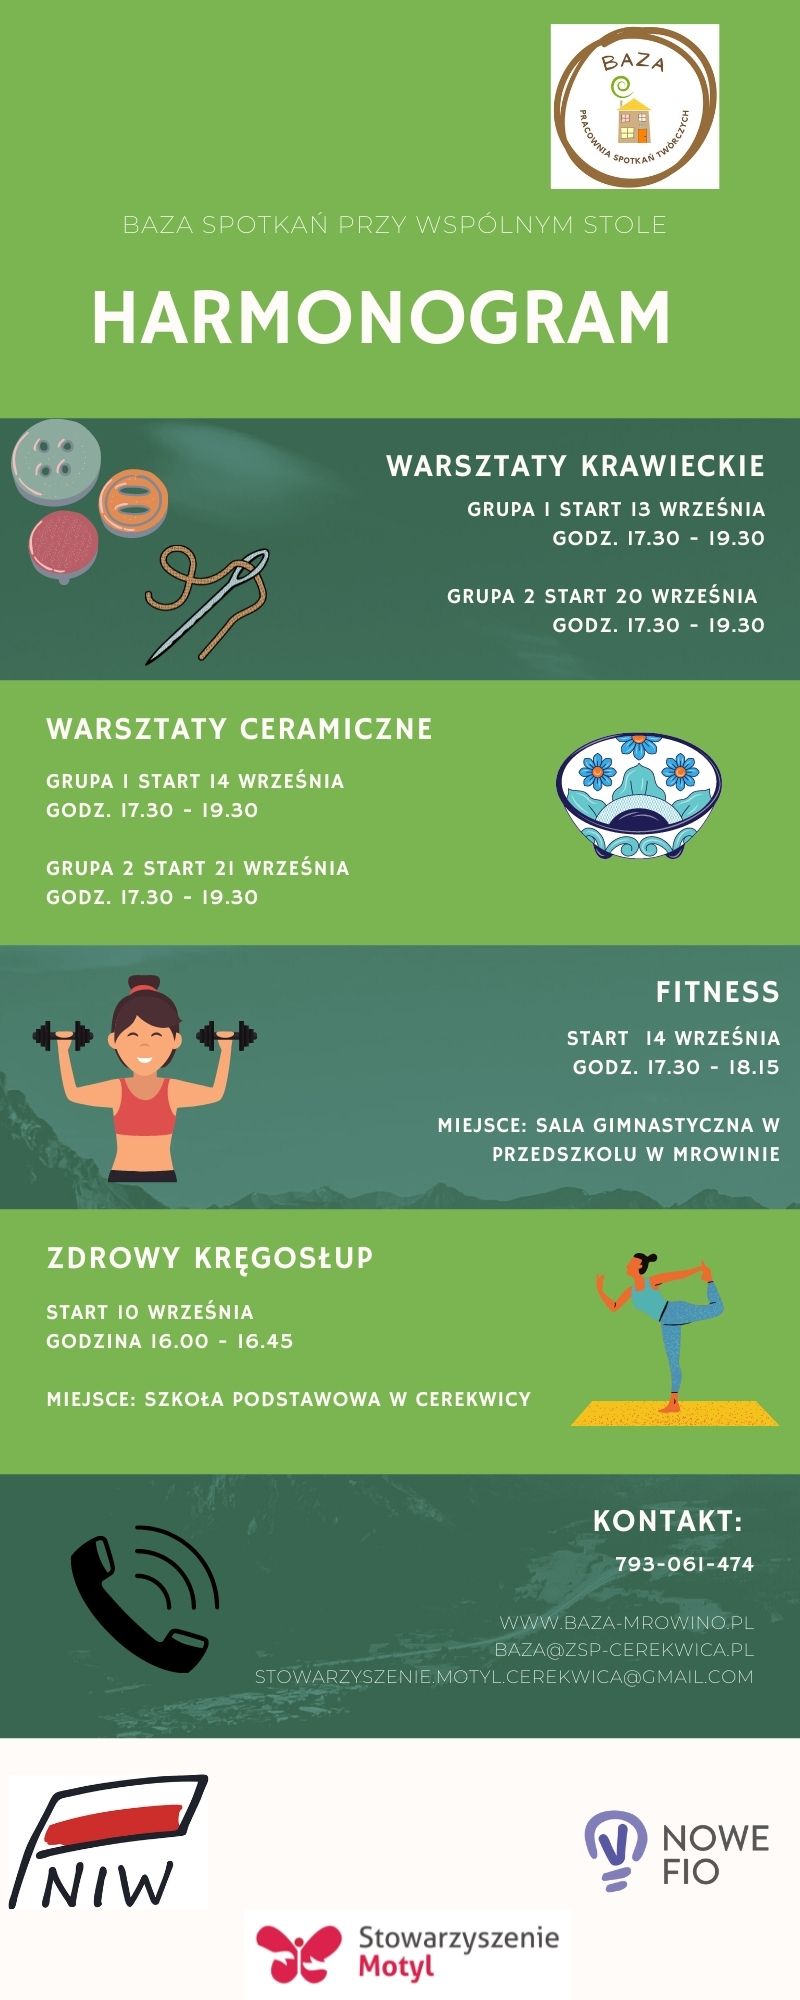 BAZA
PRACOWNIA SPOTKAŃ TWÓRCZYCH
BAZA SPOTKAŃ PRZY WSPÓLNYM STOLE
HARMONOGRAM
WARSZTATY KRAWIECKIE
GRUPA 1 START 13 WRZEŚNIA
GODZ. 17.30 - 19.30
GRUPA 2 START 20 WRZEŚNIA
GODZ. 17.30 - 19.30
WARSZTATY CERAMICZNE
GRUPA 1 START 14 WRZEŚNIA
GODZ. 17.30 - 19.30
GRUPA 2 START 21 WRZEŚNIA
GODZ. 17.30 - 19.30
FITNESS
START 14 WRZEŚNIA
GODZ. 17.30 - 18.15
MIEJSCE: SALA GIMNASTYCZNA W
PRZEDSZKOLU W MROWINIE
ZDROWY KRĘGOSŁUP
START 10 WRZEŚNIA
GODZINA 16.00 - 16.45
MIEJSCE: SZKOŁA PODSTAWOWA W CEREKWICY
KONTAKT:
793-061-474
WWW.BAZA-MROWINO.PL
BAZA@ZSP-CEREKWICA.PL
STOWARZYSZENIE.MOTYL.CEREKWICA@GMAIL.COM
NIW
NOWE
FIO
Stowarzyszenie
Motyl